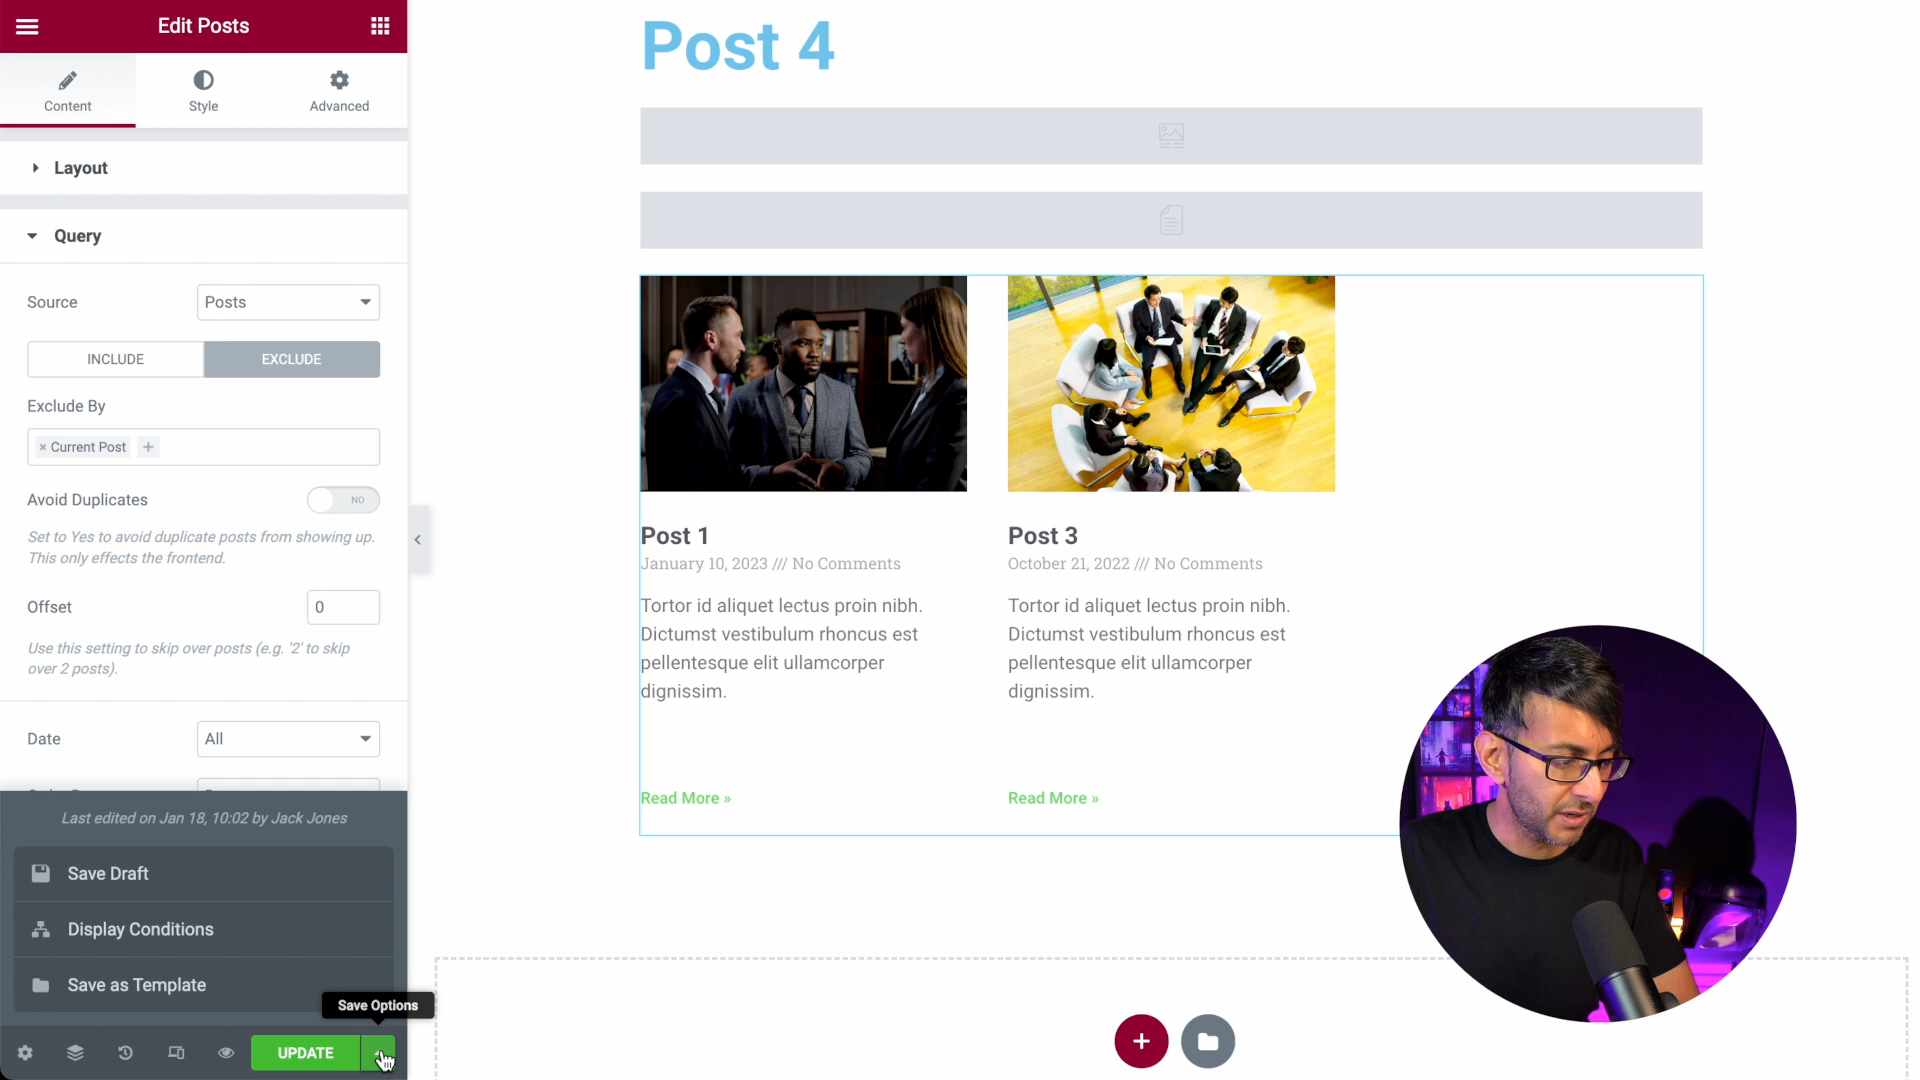 Edit Posts
Content
Style
Advanced
Layout
Query
Source
Posts
INCLUDE
EXCLUDE
Exclude By
× Current Post +
Avoid Duplicates
NO
Set to Yes to avoid duplicate posts from showing up.
This only effects the frontend.
Offset
0
Use this setting to skip over posts (e.g. '2' to skip
over 2 posts).
Date
All
Last edited on Jan 18, 10:02 by Jack Jones
Save Draft
Display Conditions
Save as Template
Save Options
UPDATE
Post 4
Post 1
January 10, 2023 /// No Comments
Tortor id aliquet lectus proin nibh.
Dictumst vestibulum rhoncus est
pellentesque elit ullamcorper
dignissim.
Read More »
Post 3
October 21, 2022 /// No Comments
Tortor id aliquet lectus proin nibh.
Dictumst vestibulum rhoncus est
pellentesque elit ullamcorper
dignissim.
Read More »